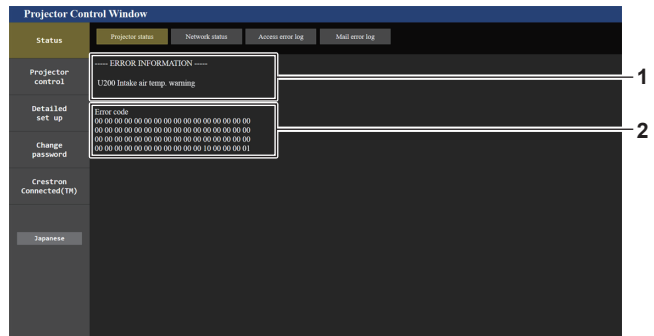 Projector Control Window
Status
Projector status Network status Access error log Mail error log
Projector
control
Detailed
set up
Change
password
Crestron
Connected(TM)
Japanese
----- ERROR INFORMATION -----
U200 Intake air temp. warning
1
Error code
00 00 00 00 00 00 00 00 00 00 00 00 00 00 00 00
00 00 00 00 00 00 00 00 00 00 00 00 00 00 00 00
00 00 00 00 00 00 00 00 00 00 00 00 00 00 00 00
00 00 00 00 00 00 00 00 00 00 00 10 00 00 00 01
2